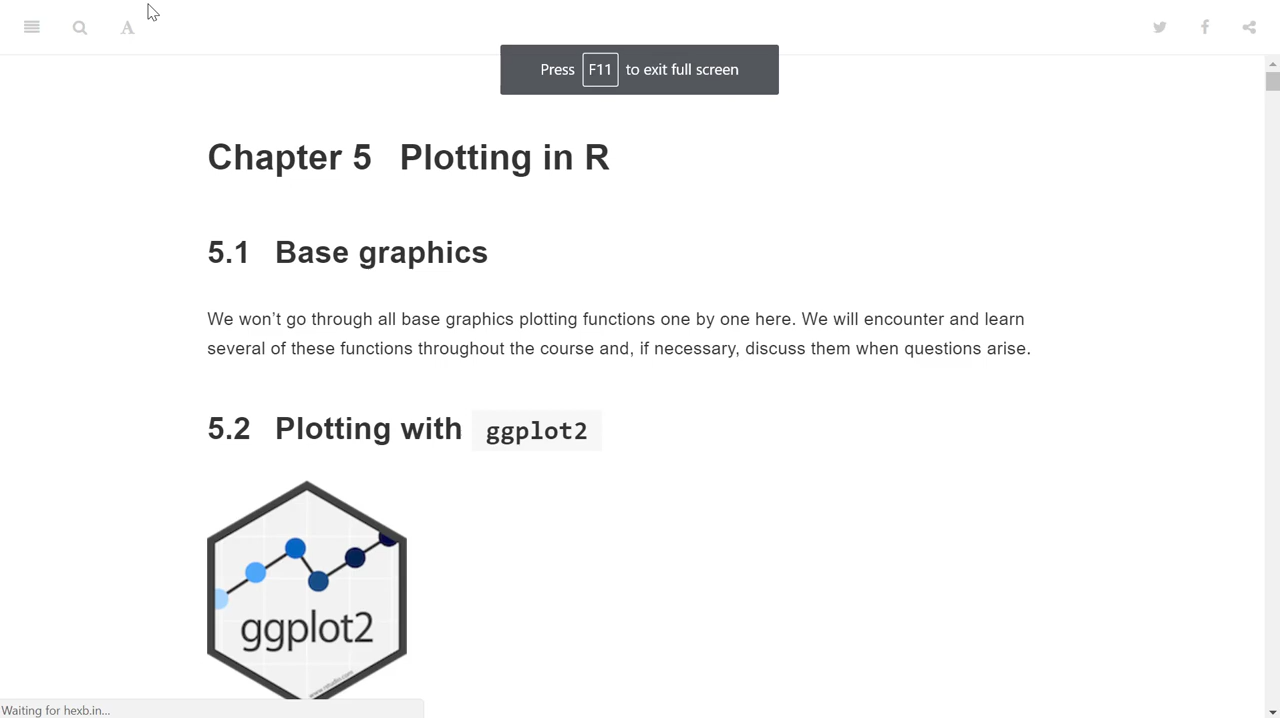 A
Press F11 to exit full screen
Chapter 5 Plotting in R
5.1 Base graphics
We won’t go through all base graphics plotting functions one by one here. We will encounter and learn
several of these functions throughout the course and, if necessary, discuss them when questions arise.
5.2 Plotting with ggplot2
ggplot2
Waiting for hexb.in...